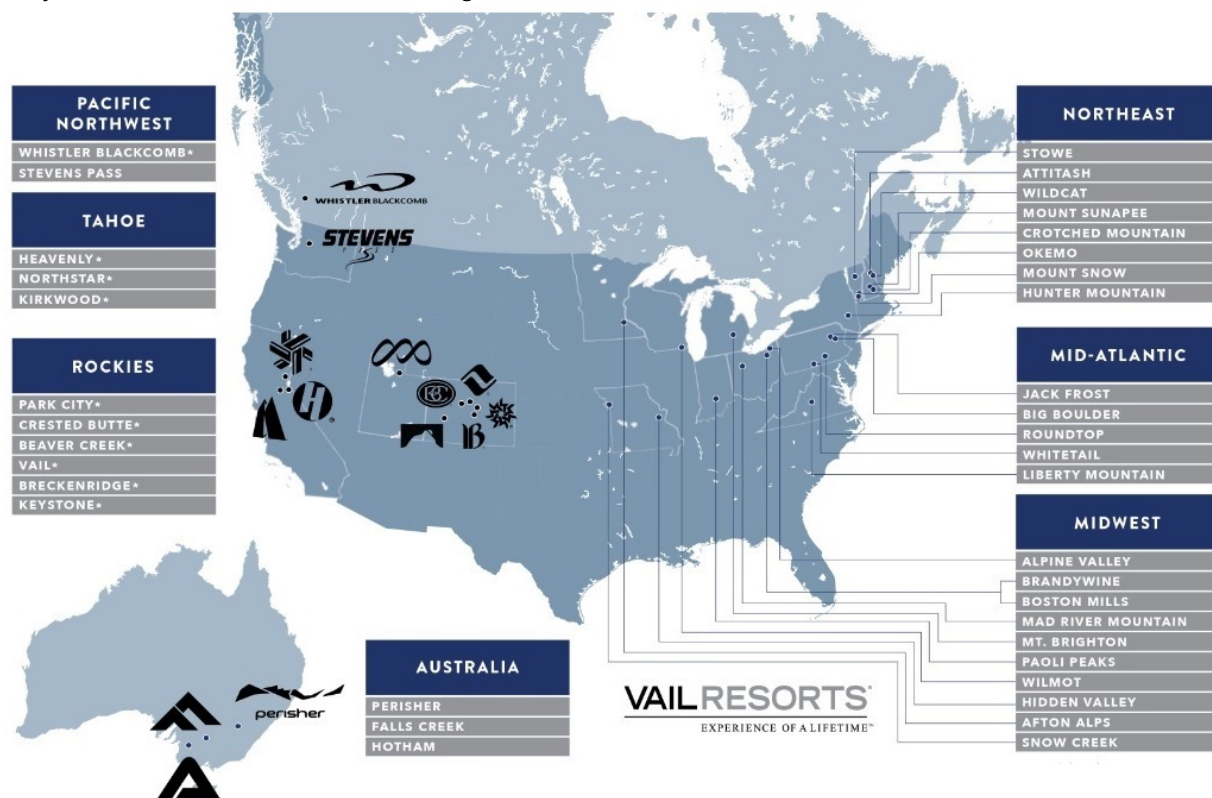 PACIFIC
NORTHWEST
WHISTLER BLACKCOMB*
STEVENS PASS
TAHOE
HEAVENLY*
NORTHSTAR*
KIRKWOOD*
ROCKIES
PARK CITY*
CRESTED BUTTE*
BEAVER CREEK*
VAIL*
BRECKENRIDGE*
KEYSTONE*
WHISTLER BLACKCOMB
STEVENS
H
B
perisher
AUSTRALIA
PERISHER
FALLS CREEK
HOTHAM
VAIL RESORTS®
EXPERIENCE OF A LIFETIME™
NORTHEAST
STOWE
ATTITASH
WILDCAT
MOUNT SUNAPEE
CROTCHED MOUNTAIN
OKEMO
MOUNT SNOW
HUNTER MOUNTAIN
MID-ATLANTIC
JACK FROST
BIG BOULDER
ROUNDTOP
WHITETAIL
LIBERTY MOUNTAIN
MIDWEST
ALPINE VALLEY
BRANDYWINE
BOSTON MILLS
MAD RIVER MOUNTAIN
MT. BRIGHTON
PAOLI PEAKS
WILMOT
HIDDEN VALLEY
AFTON ALPS
SNOW CREEK